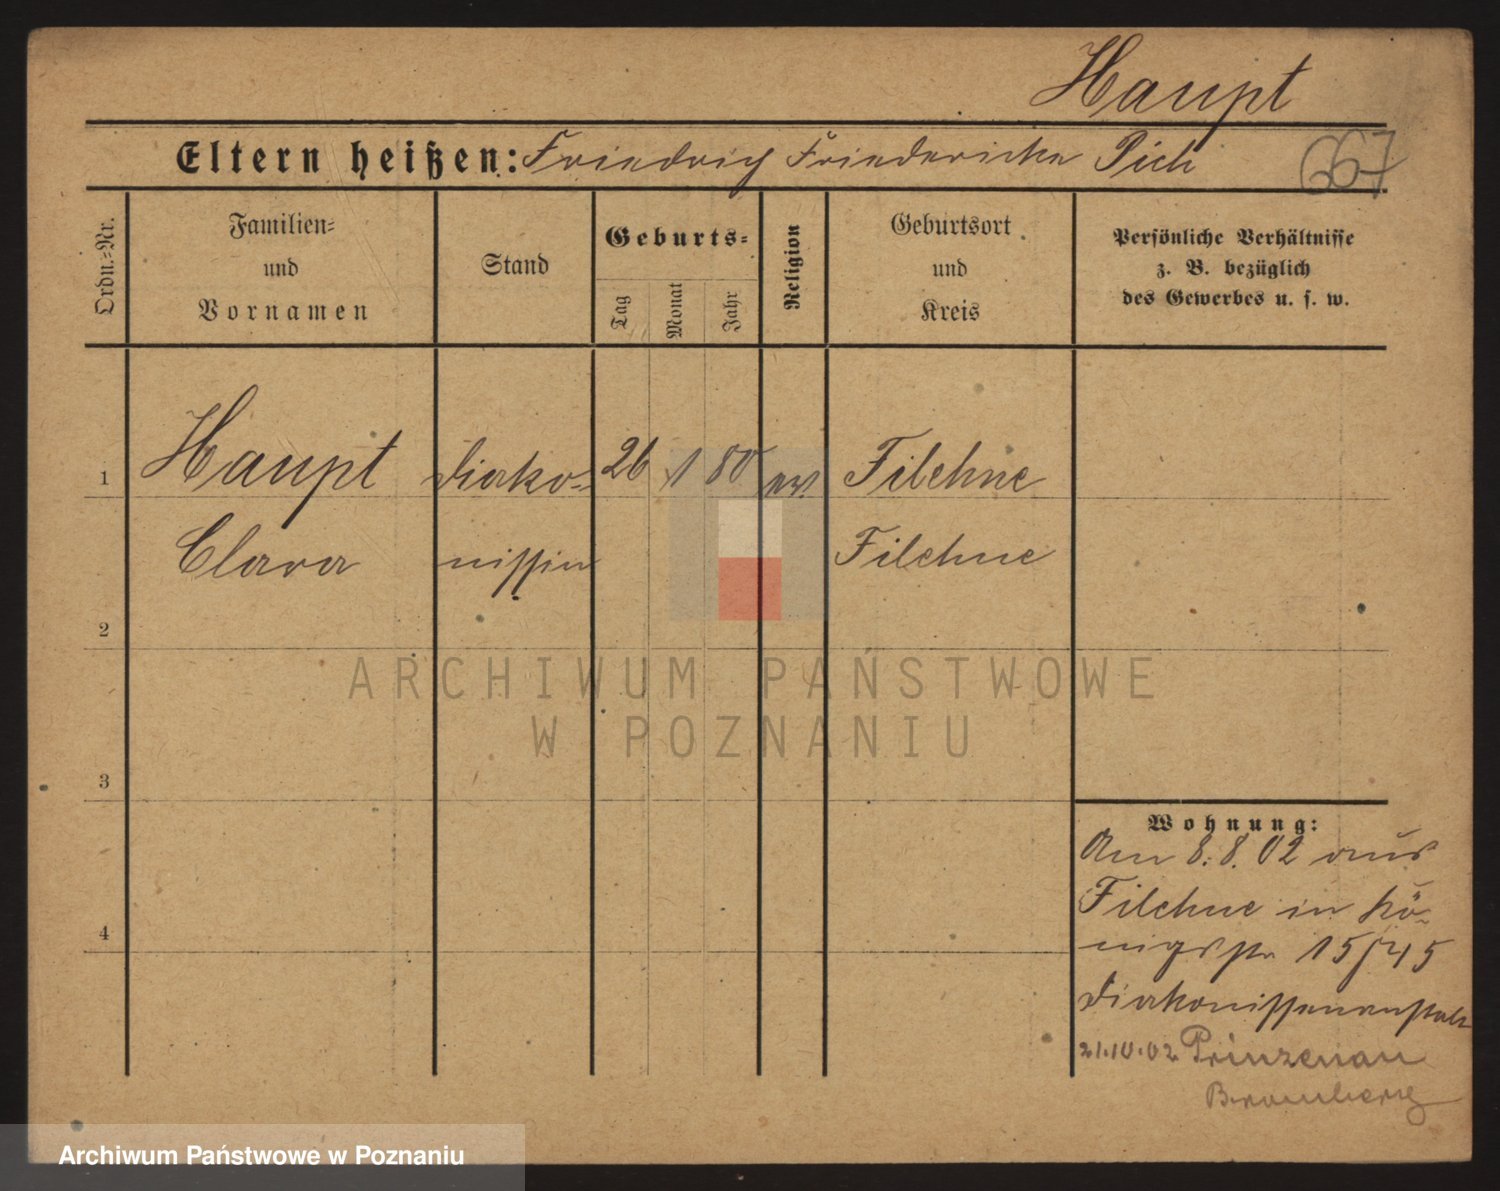 Haupt
Eltern heißen: Friedrich Friedericke Pich
667
Ordn.-Nr.
Familien-
und
Vornamen
Stand
Geburts-
Tag
Monat
Jahr
Religion
Geburtsort
und
Kreis
Persönliche Verhältnisse
z. B. bezüglich
des Gewerbes u. s. w.
1 Haupt Diako- 26 1 80 ev. Filehne
Clara nissin Filehne
2
ARCHIWUM PAŃSTWOWE
W POZNANIU
3
Wohnung:
Am 8.8.02 aus
Filehne in Kö-
4
nigsstr 15/45
Diakonissenanstalt
21.10.02 Prinzenau
Bromberg
Archiwum Państwowe w Poznaniu